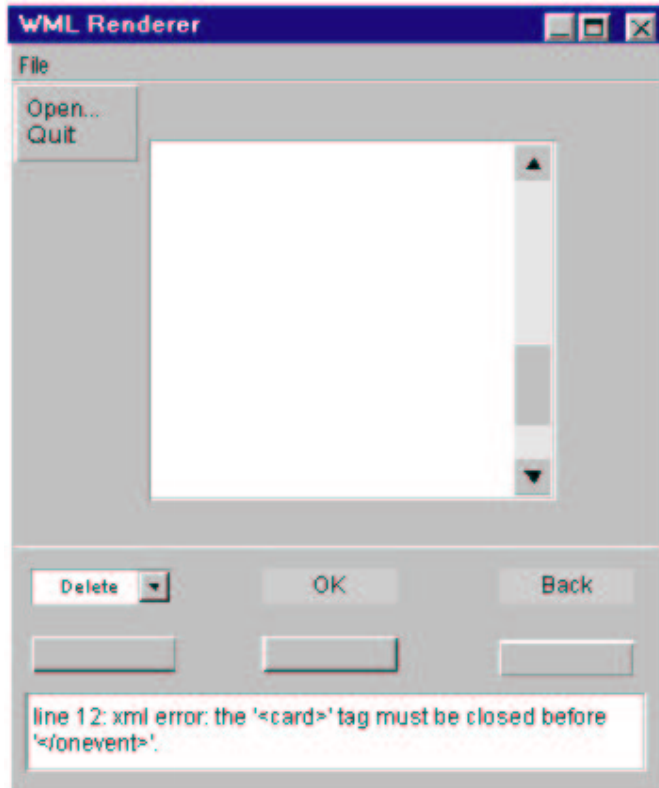 WML Renderer
File
Open...
Quit
Delete
OK
Back
line 12: xml error: the '<card>' tag must be closed before
'</onevent>'.